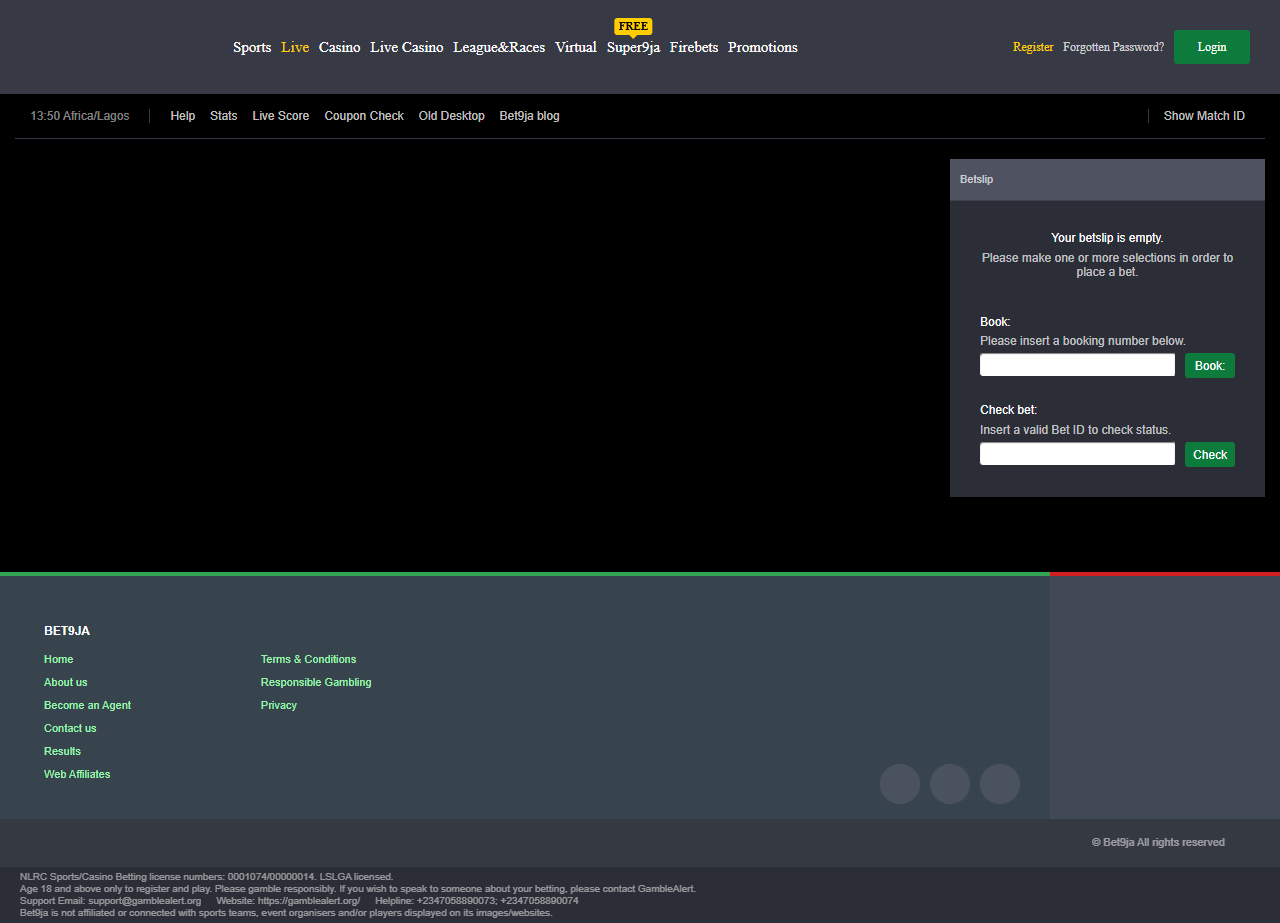 FREE
Sports Live Casino Live Casino League&Races Virtual Super9ja Firebets Promotions Register Forgotten Password? Login
13:50 Africa/Lagos Help Stats Live Score Coupon Check Old Desktop Bet9ja blog Show Match ID
Betslip
Your betslip is empty.
Please make one or more selections in order to
place a bet.
Book:
Please insert a booking number below.
Book:
Check bet:
Insert a valid Bet ID to check status.
Check
BET9JA
Home Terms & Conditions
About us Responsible Gambling
Become an Agent Privacy
Contact us
Results
Web Affiliates
© Bet9ja All rights reserved
NLRC Sports/Casino Betting license numbers: 0001074/00000014. LSLGA licensed.
Age 18 and above only to register and play. Please gamble responsibly. If you wish to speak to someone about your betting, please contact GambleAlert.
Support Email: support@gamblealert.org Website: https://gamblealert.org/ Helpline: +2347058890073; +2347058890074
Bet9ja is not affiliated or connected with sports teams, event organisers and/or players displayed on its images/websites.